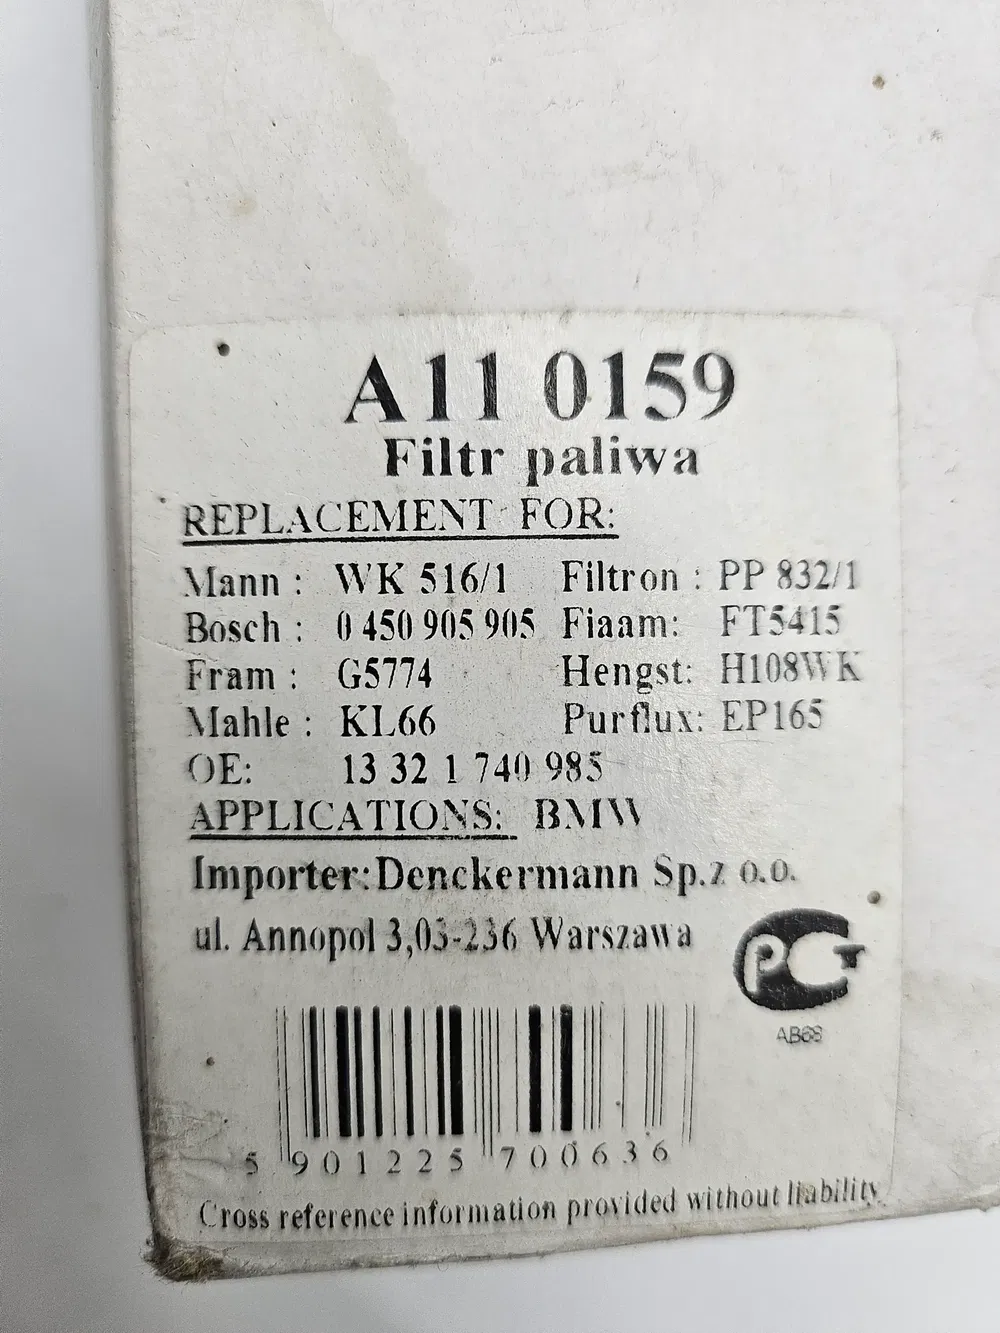 A11 0159
Filtr paliwa
REPLACEMENT FOR:
Mann : WK 516/1 Filtron : PP 832/1
Bosch : 0 450 905 905 Fiaam: FT5415
Fram : G5774 Hengst: H108WK
Mahle : KL66 Purflux: EP165
OE: 13 32 1 740 985
APPLICATIONS: BMW
Importer:Denckermann Sp.z o.o.
ul. Annopol 3,03-236 Warszawa
РСТ
АВ68
5 901225 700636
Cross reference information provided without liability